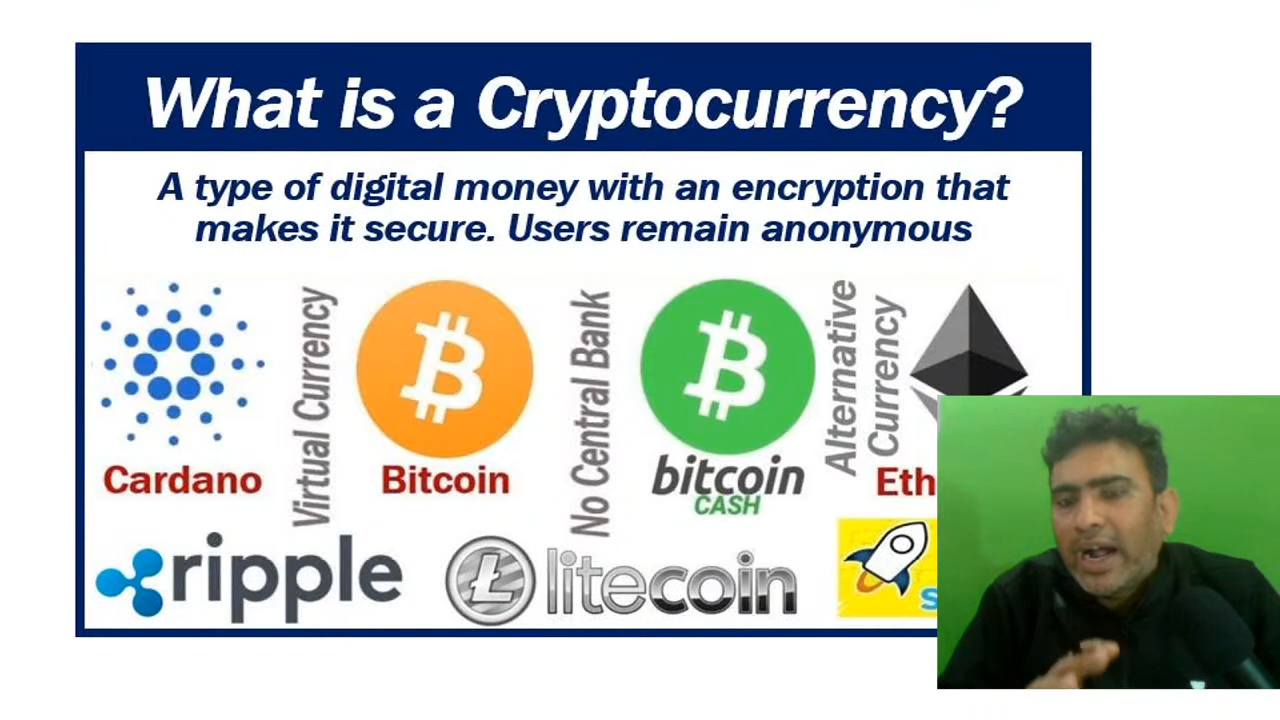 What is a Cryptocurrency?
A type of digital money with an encryption that
makes it secure. Users remain anonymous
Virtual Currency
No Central Bank
Alternative
Currency
Cardano
Bitcoin
bitcoin
CASH
Eth
ripple
litecoin
s